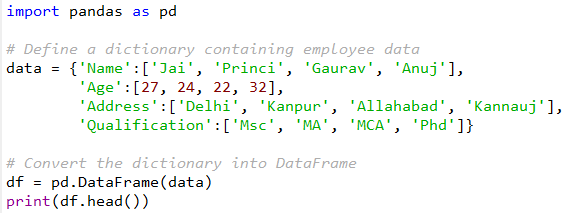 import pandas as pd
# Define a dictionary containing employee data
data = {'Name':['Jai', 'Princi', 'Gaurav', 'Anuj'],
        'Age':[27, 24, 22, 32],
        'Address':['Delhi', 'Kanpur', 'Allahabad', 'Kannauj'],
        'Qualification':['Msc', 'MA', 'MCA', 'Phd']}
# Convert the dictionary into DataFrame
df = pd.DataFrame(data)
print(df.head())